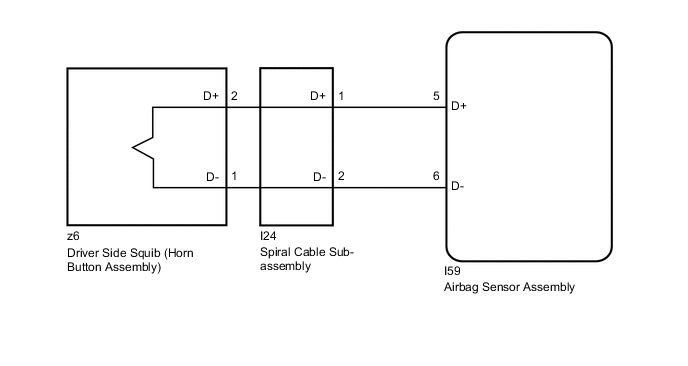 D+ 2 D+ 1 5
D+
D- 1 D- 2 6
D-
z6
Driver Side Squib (Horn
Button Assembly)
I24
Spiral Cable Sub-
assembly
I59
Airbag Sensor Assembly